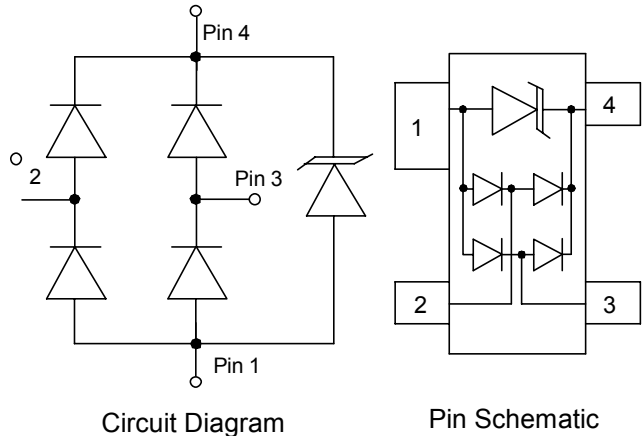 Pin 4
2
Pin 3
Pin 1
Circuit Diagram
1
4
2
3
Pin Schematic